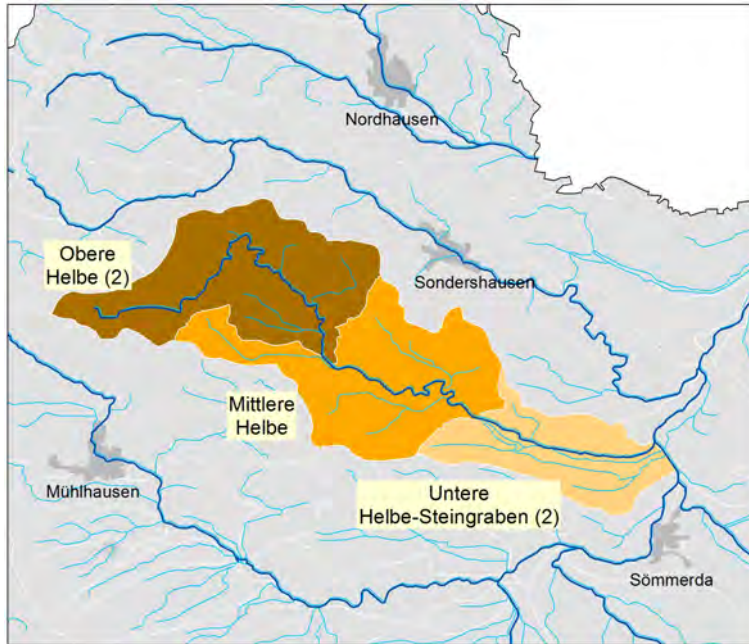 Nordhausen
Obere
Helbe (2)
Sondershausen
Mittlere
Helbe
Mühlhausen
Untere
Helbe-Steingraben (2)
Sömmerda